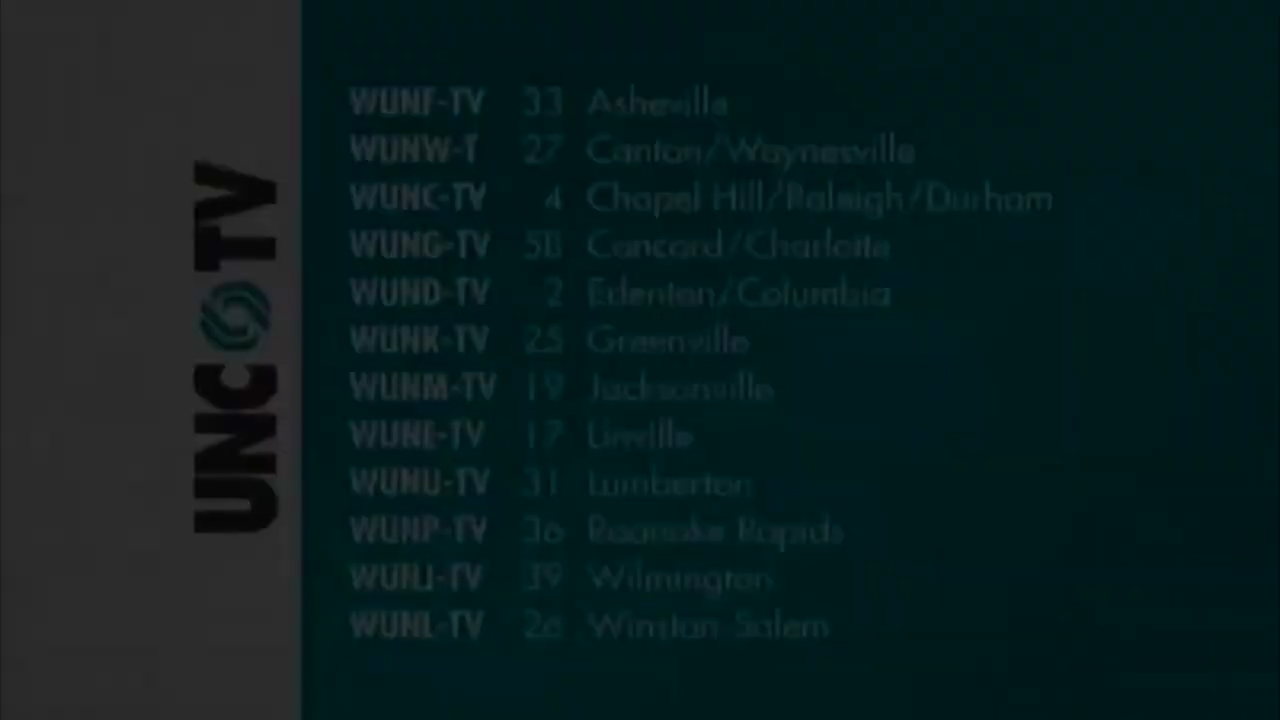 UNC TV
WUNF-TV 33 Asheville
WUNW-T 27 Canton/Waynesville
WUNC-TV 4 Chapel Hill/Raleigh/Durham
WUNG-TV 58 Concord/Charlotte
WUND-TV 2 Edenton/Columbia
WUNK-TV 25 Greenville
WUNM-TV 19 Jacksonville
WUNE-TV 17 Linville
WUNU-TV 31 Lumberton
WUNP-TV 36 Roanoke Rapids
WUNJ-TV 39 Wilmington
WUNL-TV 26 Winston-Salem